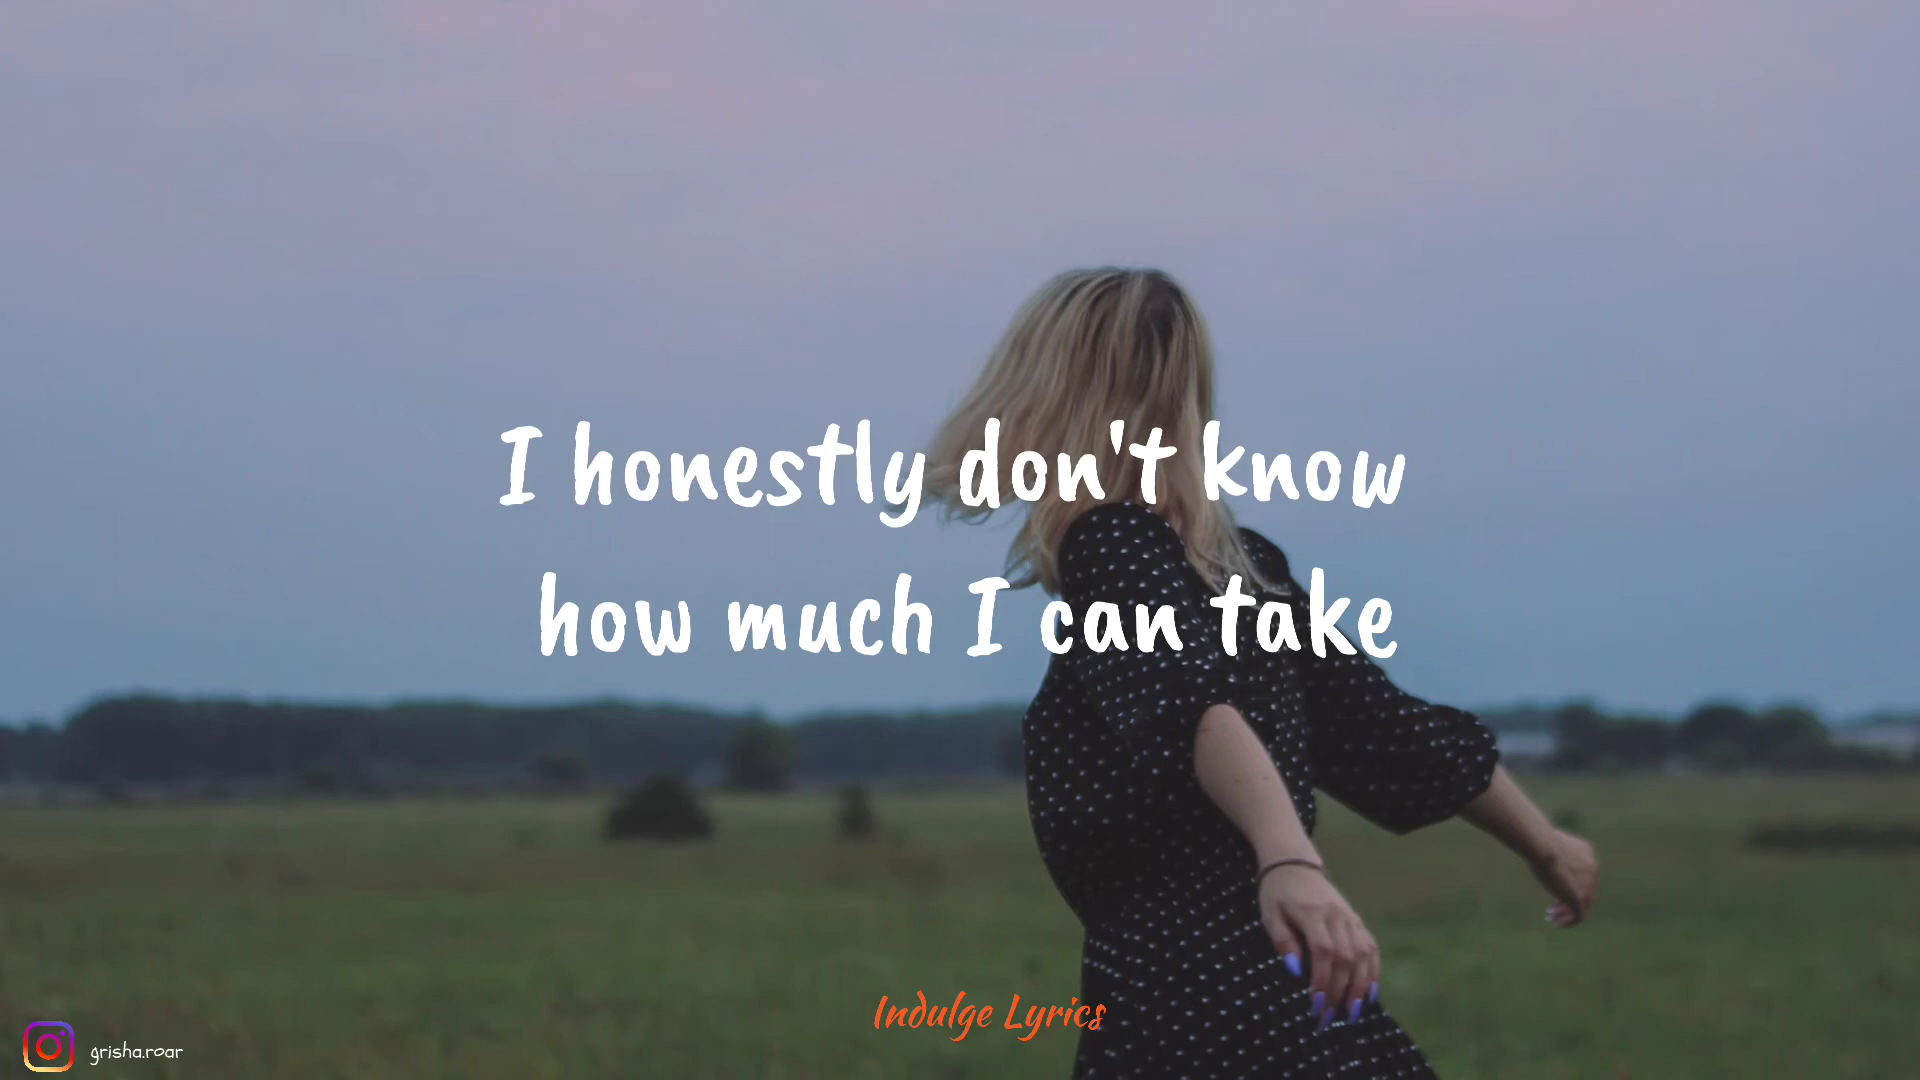 I honestly don't know
how much I can take
Indulge Lyrics
grisha.roar